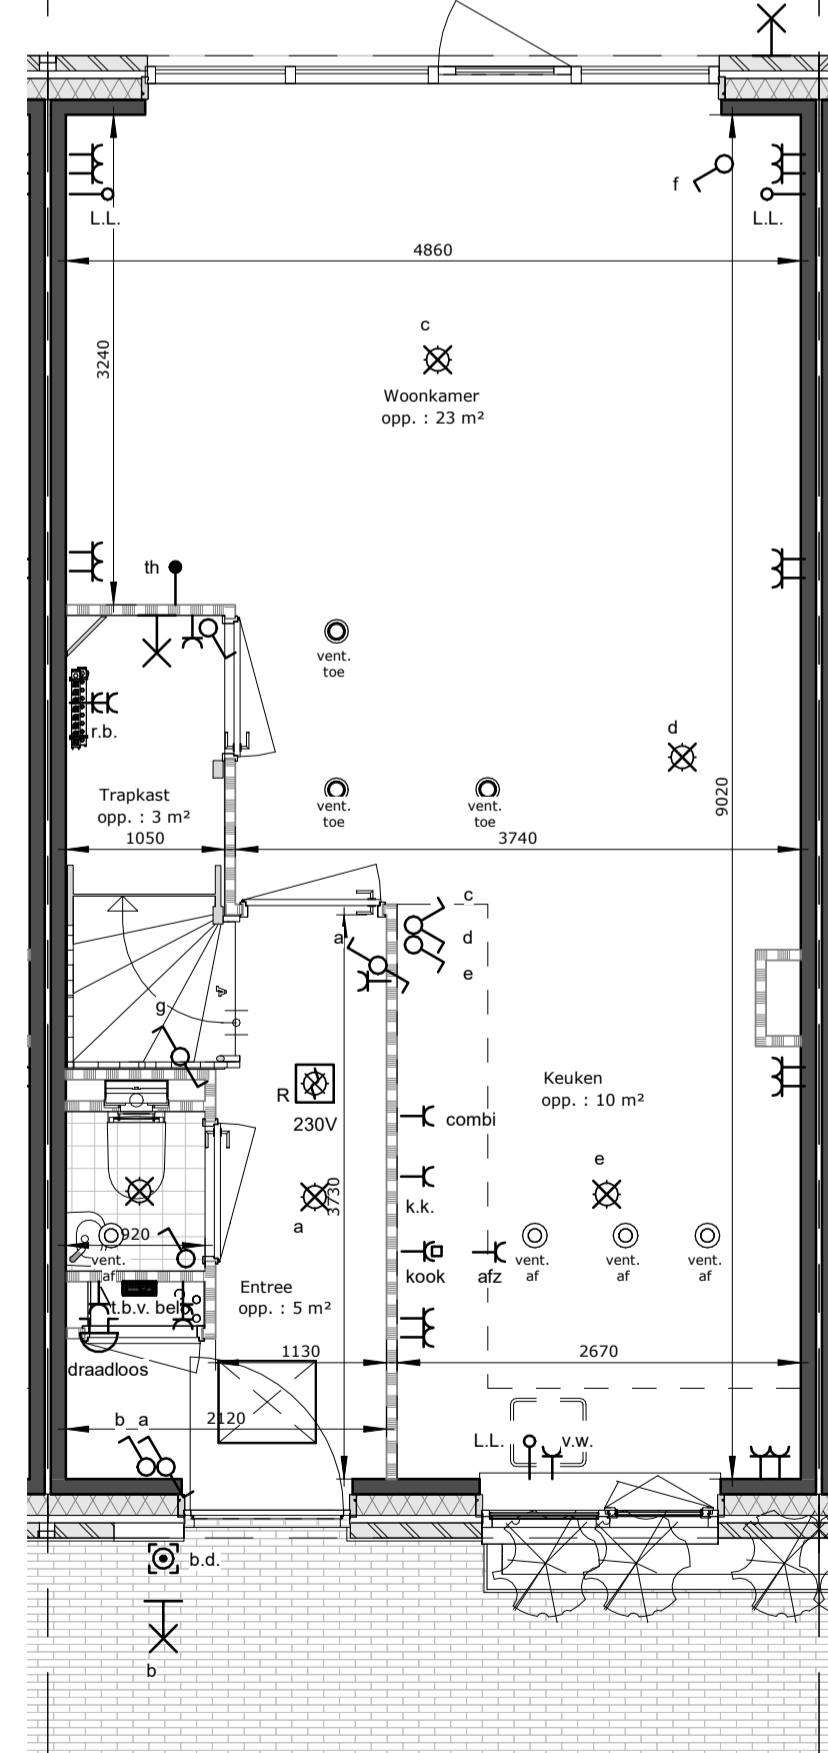 f
L.L.
L.L.
4860
c
3240
Woonkamer
opp. : 23 m²
th
vent.
toe
r.b.
d
Trapkast
opp. : 3 m²
vent.
toe
vent.
toe
9020
1050
3740
c
a
d
e
g
Keuken
opp. : 10 m²
R
230V
combi
e
k.k.
3730
a
920
vent.
af
kook
afz
vent.
af
vent.
af
vent.
af
Entree
opp. : 5 m²
t.b.v. beld
1130
2670
draadloos
b a
2120
L.L.
v.w.
b.d.
b